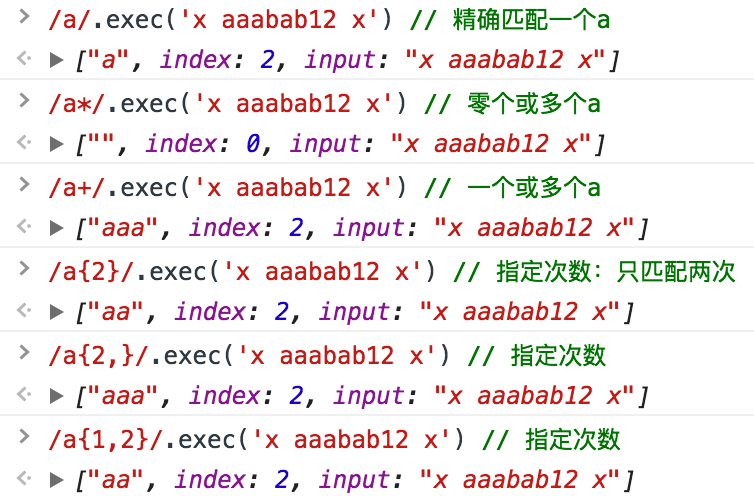 /a/.exec('x aaabab12 x') // 精确匹配一个a
["a", index: 2, input: "x aaabab12 x"]
/a*/.exec('x aaabab12 x') // 零个或多个a
["", index: 0, input: "x aaabab12 x"]
/a+/.exec('x aaabab12 x') // 一个或多个a
["aaa", index: 2, input: "x aaabab12 x"]
/a{2}/.exec('x aaabab12 x') // 指定次数：只匹配两次
["aa", index: 2, input: "x aaabab12 x"]
/a{2,}/.exec('x aaabab12 x') // 指定次数
["aaa", index: 2, input: "x aaabab12 x"]
/a{1,2}/.exec('x aaabab12 x') // 指定次数
["aa", index: 2, input: "x aaabab12 x"]